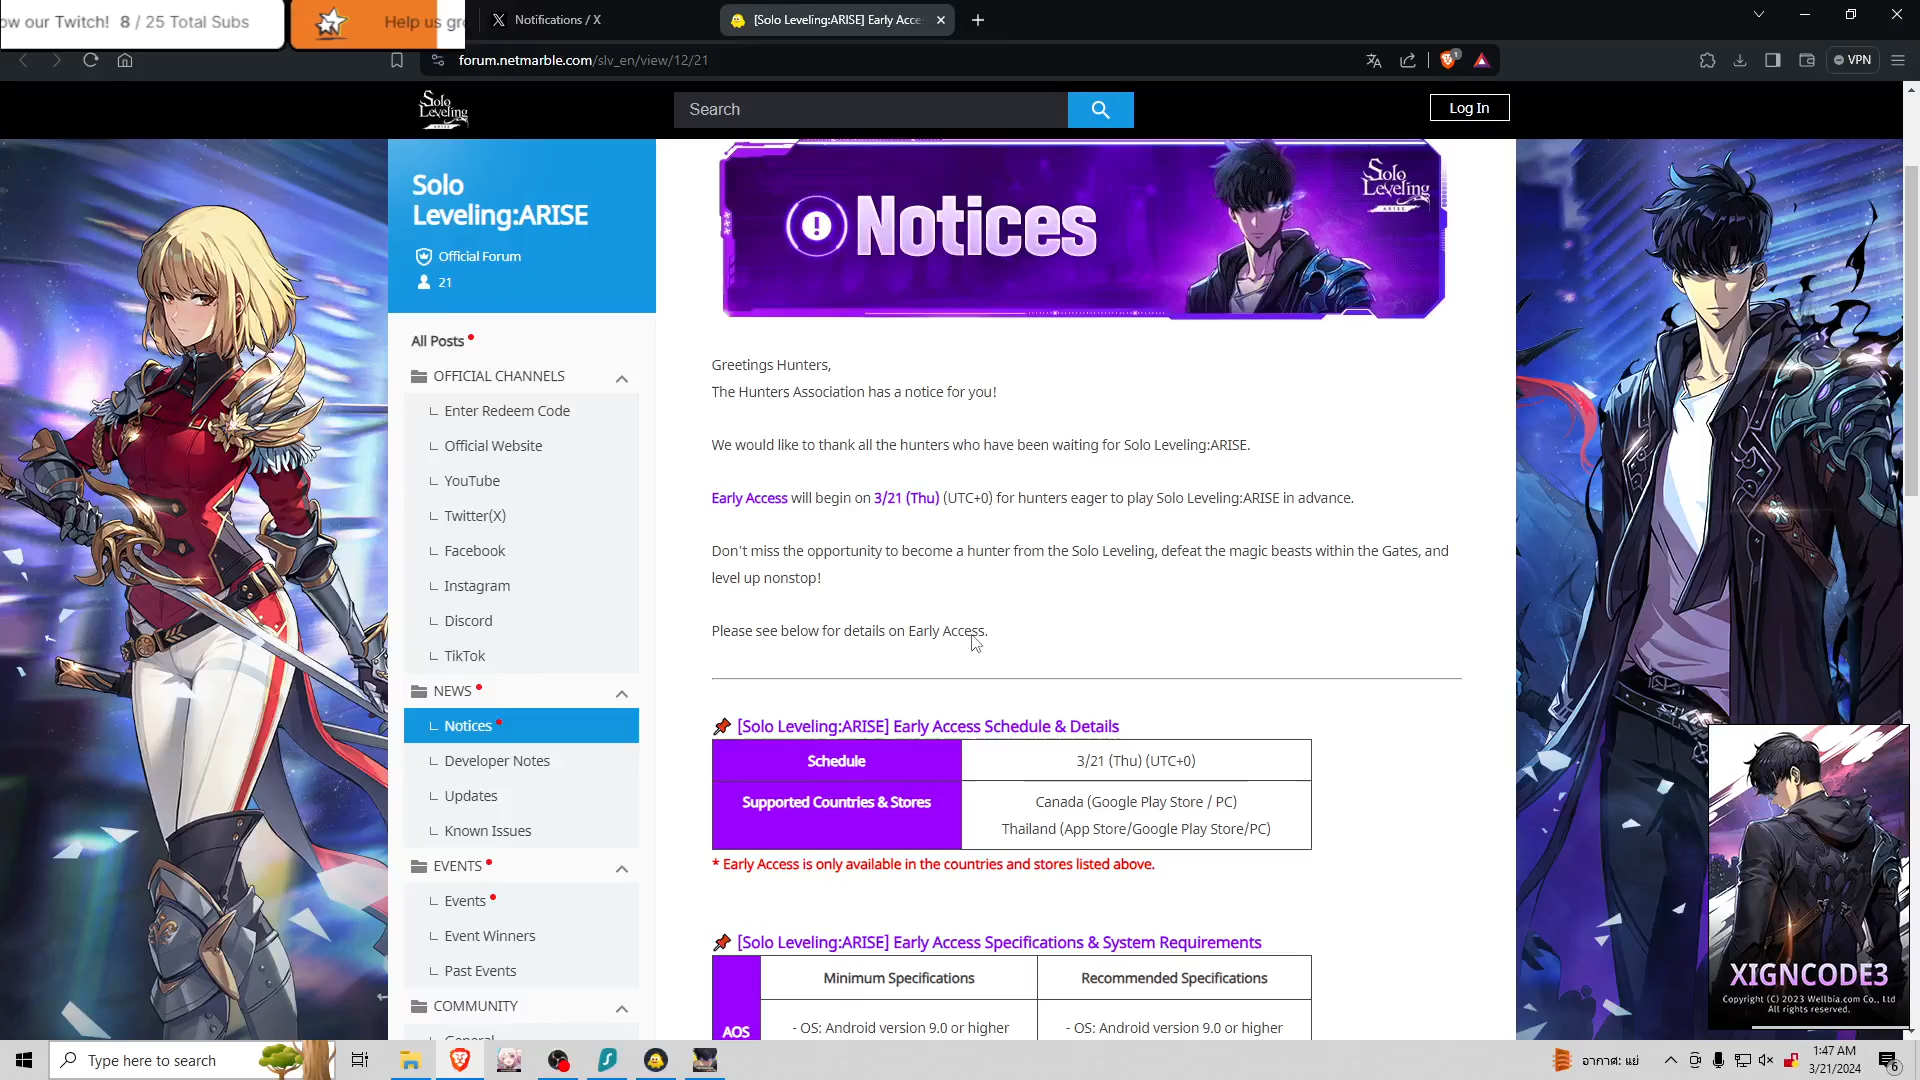 ow our Twitch! 8 / 25 Total Subs
Help us gr
Notifications / X
[Solo Leveling:ARISE] Early Acce
forum.netmarble.com/slv_en/view/12/21
VPN
Solo Leveling ARISE
Search
Log In
Solo
Leveling:ARISE
Official Forum
21
Notices
Solo Leveling ARISE
All Posts
OFFICIAL CHANNELS
Enter Redeem Code
Official Website
YouTube
Twitter(X)
Facebook
Instagram
Discord
TikTok
NEWS
Notices
Developer Notes
Updates
Known Issues
EVENTS
Events
Event Winners
Past Events
COMMUNITY
General
Greetings Hunters,
The Hunters Association has a notice for you!
We would like to thank all the hunters who have been waiting for Solo Leveling:ARISE.
Early Access will begin on 3/21 (Thu) (UTC+0) for hunters eager to play Solo Leveling:ARISE in advance.
Don't miss the opportunity to become a hunter from the Solo Leveling, defeat the magic beasts within the Gates, and
level up nonstop!
Please see below for details on Early Access.
[Solo Leveling:ARISE] Early Access Schedule & Details
Schedule
3/21 (Thu) (UTC+0)
Supported Countries & Stores
Canada (Google Play Store / PC)
Thailand (App Store/Google Play Store/PC)
* Early Access is only available in the countries and stores listed above.
[Solo Leveling:ARISE] Early Access Specifications & System Requirements
Minimum Specifications
Recommended Specifications
AOS
- OS: Android version 9.0 or higher
- OS: Android version 9.0 or higher
XIGNCODE3
Copyright (C) 2023 Wellbia.com Co., Ltd
All rights reserved.
Type here to search
อากาศ: แย่
1:47 AM
3/21/2024
6